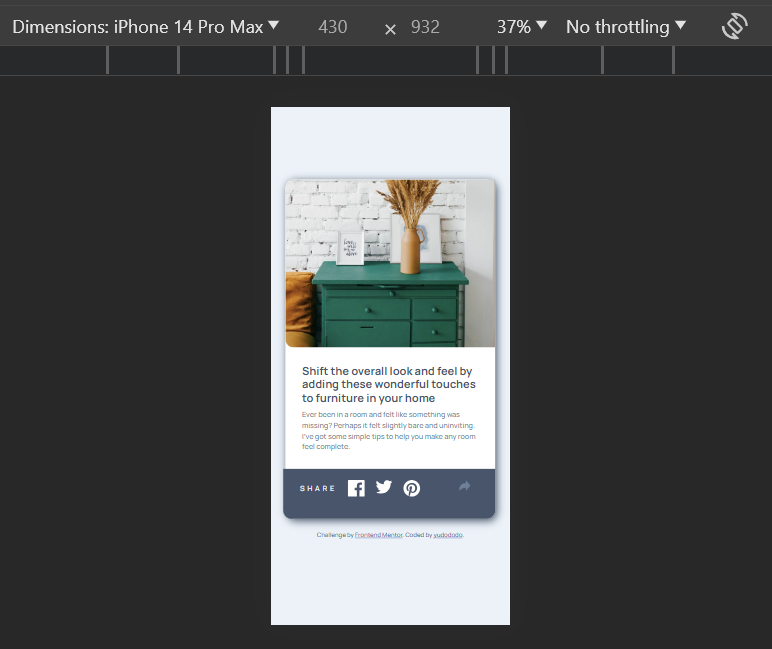 Dimensions: iPhone 14 Pro Max 430 × 932 37% No throttling
Shift the overall look and feel by
adding these wonderful touches
to furniture in your home
Ever been in a room and felt like something was
missing? Perhaps it felt slightly bare and uninviting.
I've got some simple tips to help you make any room
feel complete.
SHARE
Challenge by Frontend Mentor. Coded by yudododo.